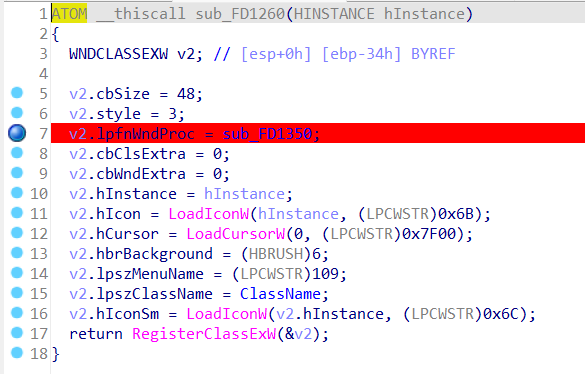 1 ATOM __thiscall sub_FD1260(HINSTANCE hInstance)
2 {
3   WNDCLASSEXW v2; // [esp+0h] [ebp-34h] BYREF
4
5   v2.cbSize = 48;
6   v2.style = 3;
7   v2.lpfnWndProc = sub_FD1350;
8   v2.cbClsExtra = 0;
9   v2.cbWndExtra = 0;
10   v2.hInstance = hInstance;
11   v2.hIcon = LoadIconW(hInstance, (LPCWSTR)0x6B);
12   v2.hCursor = LoadCursorW(0, (LPCWSTR)0x7F00);
13   v2.hbrBackground = (HBRUSH)6;
14   v2.lpszMenuName = (LPCWSTR)109;
15   v2.lpszClassName = ClassName;
16   v2.hIconSm = LoadIconW(v2.hInstance, (LPCWSTR)0x6C);
17   return RegisterClassExW(&v2);
18 }